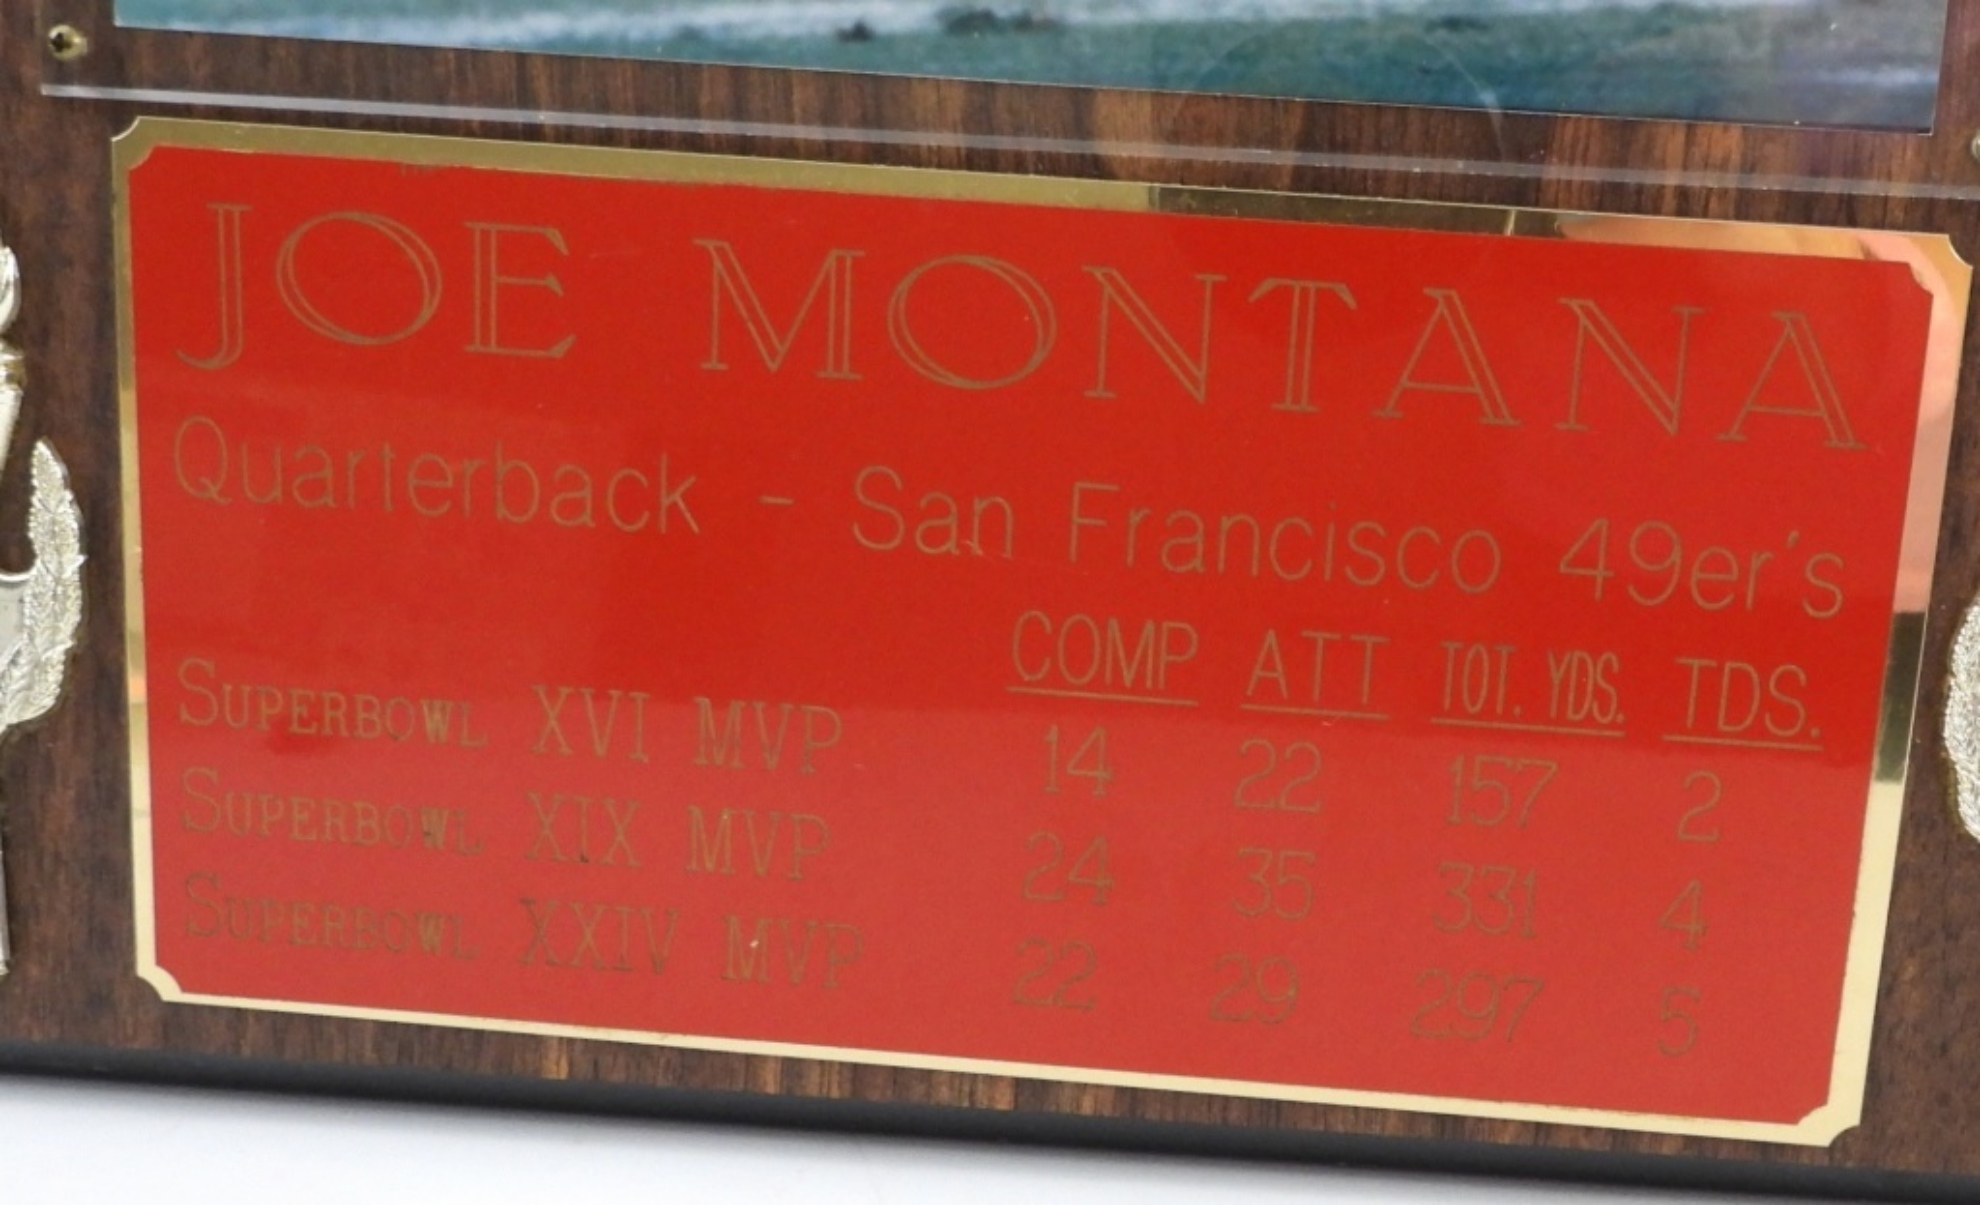 JOE MONTANA
Quarterback - San Francisco 49er's
COMP ATT TOT. YDS. TDS.
SUPERBOWL XVI MVP 14 22 157 2
SUPERBOWL XIX MVP 24 35 331 4
SUPERBOWL XXIV MVP 22 29 297 5